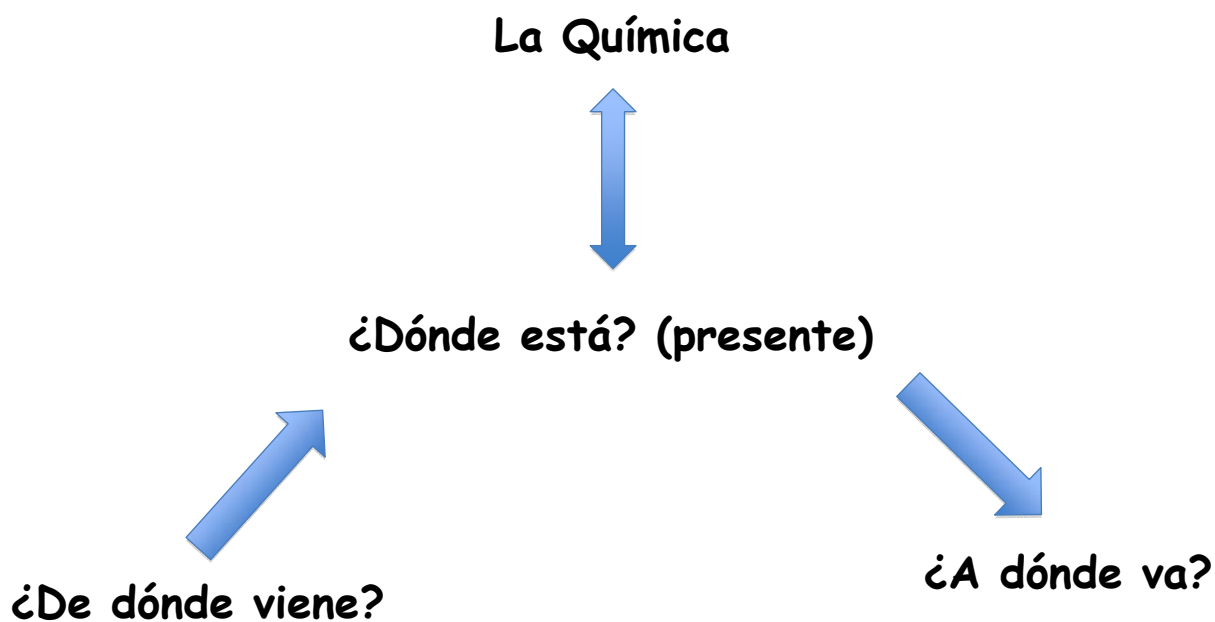 La Química
¿Dónde está? (presente)
¿De dónde viene?
¿A dónde va?